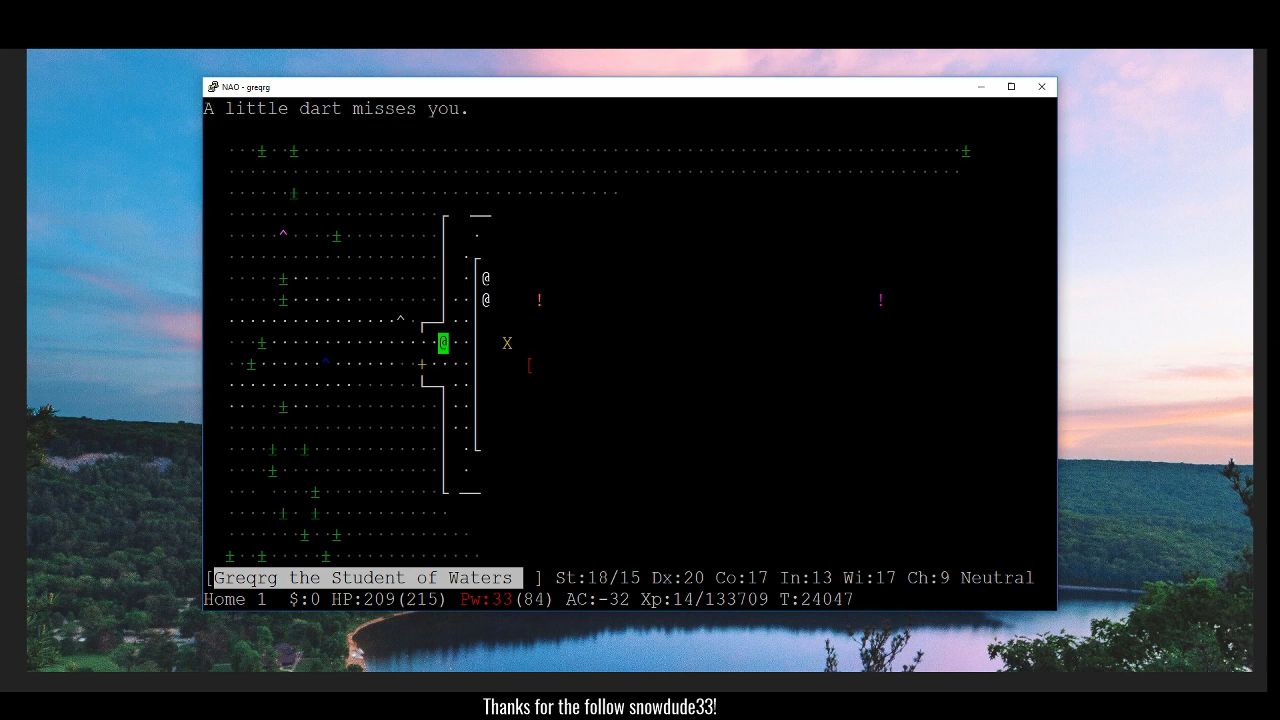 NAO - greqrg
A little dart misses you.
[Greqrg the Student of Waters ] St:18/15 Dx:20 Co:17 In:13 Wi:17 Ch:9 Neutral
Home 1 $:0 HP:209(215) Pw:33(84) AC:-32 Xp:14/133709 T:24047
Thanks for the follow snowdude33!